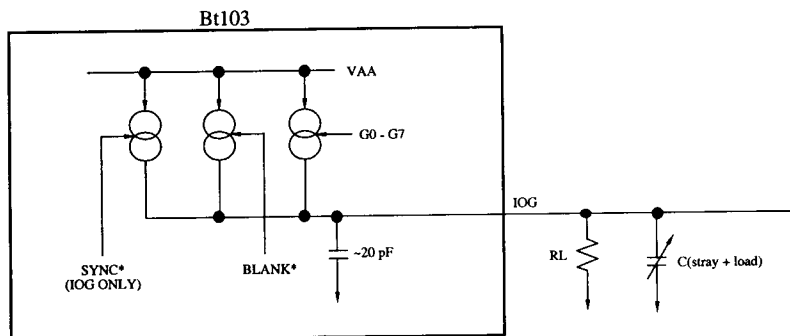 Bt103
VAA
G0 - G7
IOG
~20 pF
RL
C(stray + load)
SYNC*
(IOG ONLY)
BLANK*